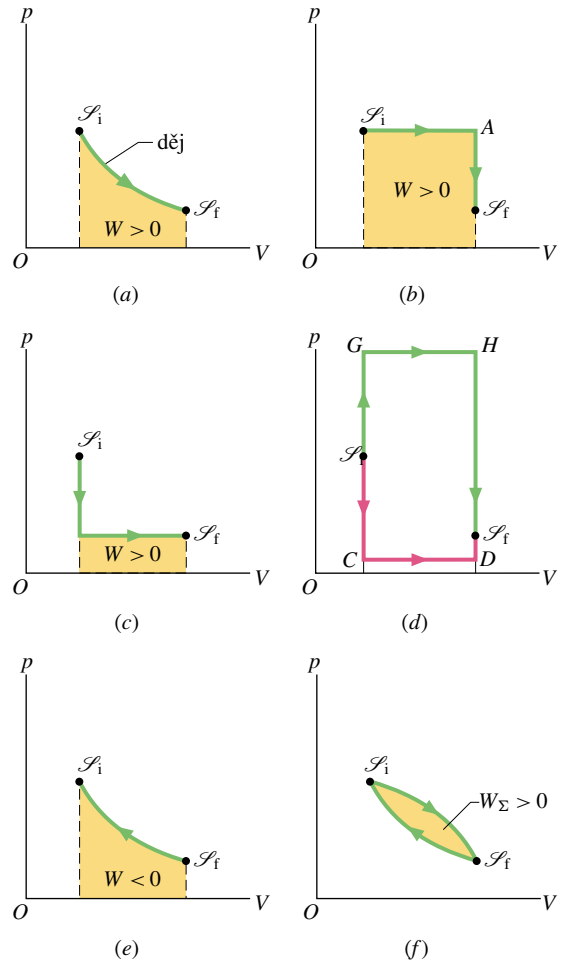 p
p
𝒮i
děj
𝒮f
W > 0
O
V
(a)
𝒮i
A
W > 0
𝒮f
O
V
(b)
p
p
𝒮i
𝒮f
W > 0
O
V
(c)
G
H
𝒮i
𝒮f
C
D
O
V
(d)
p
p
𝒮i
𝒮f
W < 0
O
V
(e)
𝒮i
WΣ > 0
𝒮f
O
V
(f)